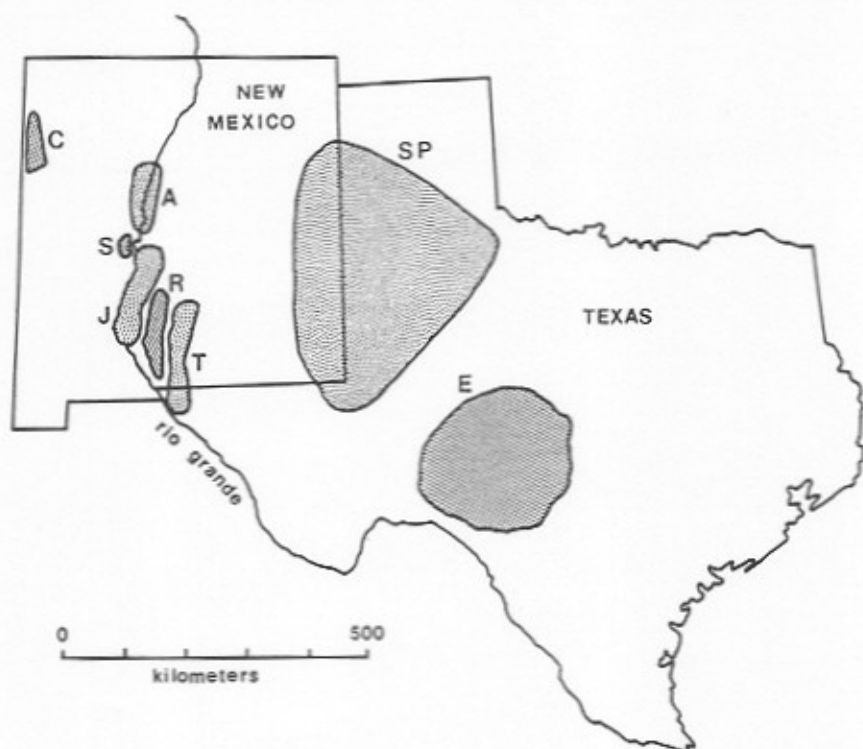 NEW
MEXICO
C
SP
A
S
R
J
TEXAS
T
E
rio grande
0 500
kilometers